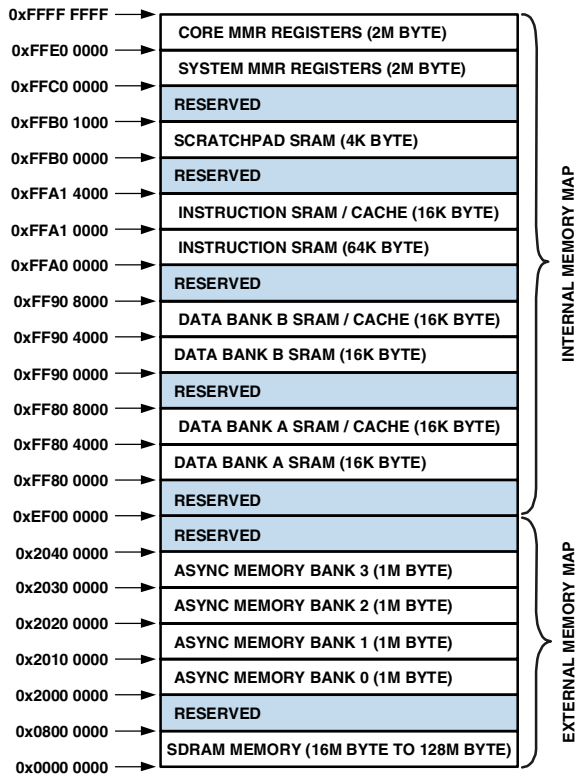 0xFFFF FFFF
CORE MMR REGISTERS (2M BYTE)
0xFFE0 0000
SYSTEM MMR REGISTERS (2M BYTE)
0xFFC0 0000
RESERVED
0xFFB0 1000
SCRATCHPAD SRAM (4K BYTE)
0xFFB0 0000
RESERVED
0xFFA1 4000
INSTRUCTION SRAM / CACHE (16K BYTE)
0xFFA1 0000
INSTRUCTION SRAM (64K BYTE)
0xFFA0 0000
RESERVED
0xFF90 8000
DATA BANK B SRAM / CACHE (16K BYTE)
0xFF90 4000
DATA BANK B SRAM (16K BYTE)
0xFF90 0000
RESERVED
0xFF80 8000
DATA BANK A SRAM / CACHE (16K BYTE)
0xFF80 4000
DATA BANK A SRAM (16K BYTE)
0xFF80 0000
RESERVED
0xEF00 0000
RESERVED
0x2040 0000
ASYNC MEMORY BANK 3 (1M BYTE)
0x2030 0000
ASYNC MEMORY BANK 2 (1M BYTE)
0x2020 0000
ASYNC MEMORY BANK 1 (1M BYTE)
0x2010 0000
ASYNC MEMORY BANK 0 (1M BYTE)
0x2000 0000
RESERVED
0x0800 0000
SDRAM MEMORY (16M BYTE TO 128M BYTE)
0x0000 0000
INTERNAL MEMORY MAP
EXTERNAL MEMORY MAP